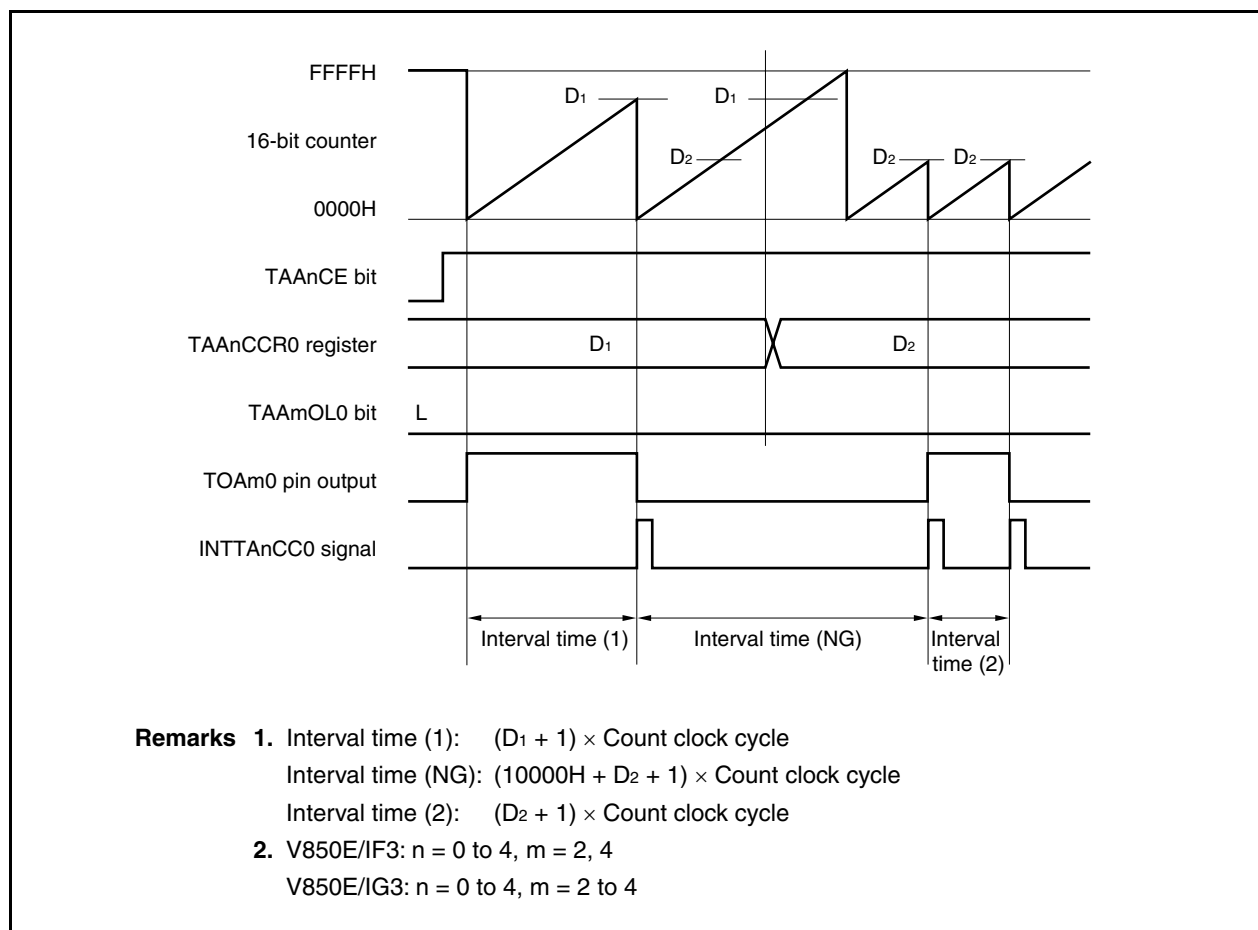 FFFFH
D1 D1
16-bit counter
D2 D2 D2
0000H
TAAnCE bit
TAAnCCR0 register D1 D2
TAAmOL0 bit L
TOAm0 pin output
INTTAnCC0 signal
Interval time (1) Interval time (NG) Interval
time (2)
Remarks 1. Interval time (1): (D1 + 1) × Count clock cycle
Interval time (NG): (10000H + D2 + 1) × Count clock cycle
Interval time (2): (D2 + 1) × Count clock cycle
2. V850E/IF3: n = 0 to 4, m = 2, 4
V850E/IG3: n = 0 to 4, m = 2 to 4